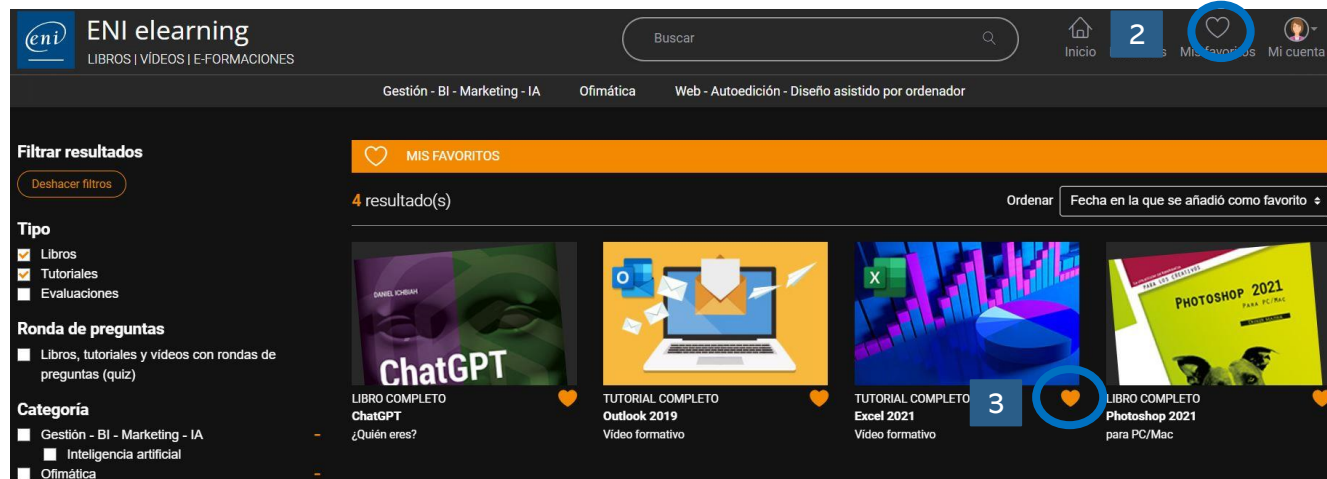 eni
ENI elearning
LIBROS | VÍDEOS | E-FORMACIONES
Buscar
Inicio
2
Mis favoritos
Mi cuenta
Gestión - BI - Marketing - IA
Ofimática
Web - Autoedición - Diseño asistido por ordenador
Filtrar resultados
Deshacer filtros
MIS FAVORITOS
4 resultado(s)
Ordenar
Fecha en la que se añadió como favorito
Tipo
Libros
Tutoriales
Evaluaciones
Ronda de preguntas
Libros, tutoriales y vídeos con rondas de
preguntas (quiz)
Categoría
Gestión - BI - Marketing - IA
Inteligencia artificial
Ofimática
DANIEL ICHBIAH
ChatGPT
LIBRO COMPLETO
ChatGPT
¿Quién eres?
O
TUTORIAL COMPLETO
Outlook 2019
Vídeo formativo
X
TUTORIAL COMPLETO
3
Excel 2021
Vídeo formativo
PARA LOS CREATIVOS
PHOTOSHOP 2021
PARA PC/MAC
LIBRO COMPLETO
Photoshop 2021
para PC/Mac